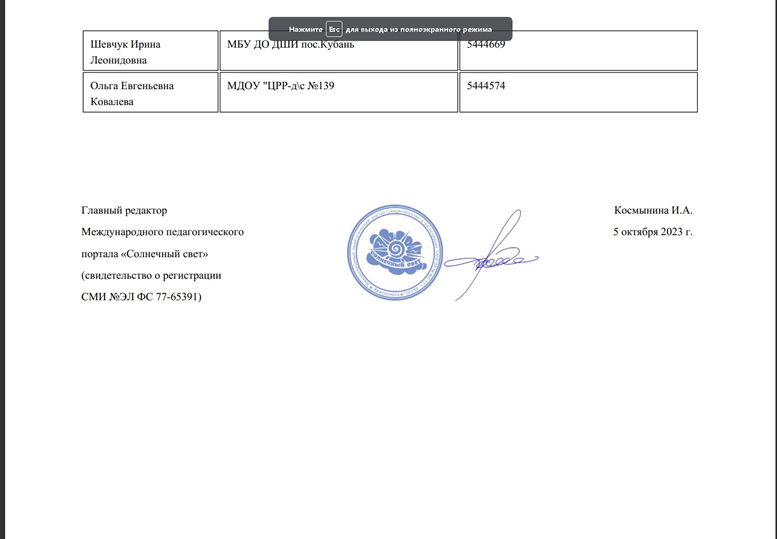 Нажмите Esc для выхода из полноэкранного режима
Шевчук Ирина
Леонидовна
МБУ ДО ДШИ пос.Кубань
5444669
Ольга Евгеньевна
Ковалева
МДОУ "ЦРР-д\с №139
5444574
Главный редактор
Международного педагогического
портала «Солнечный свет»
(свидетельство о регистрации
СМИ №ЭЛ ФС 77-65391)
солнечный свет
Космынина И.А.
5 октября 2023 г.